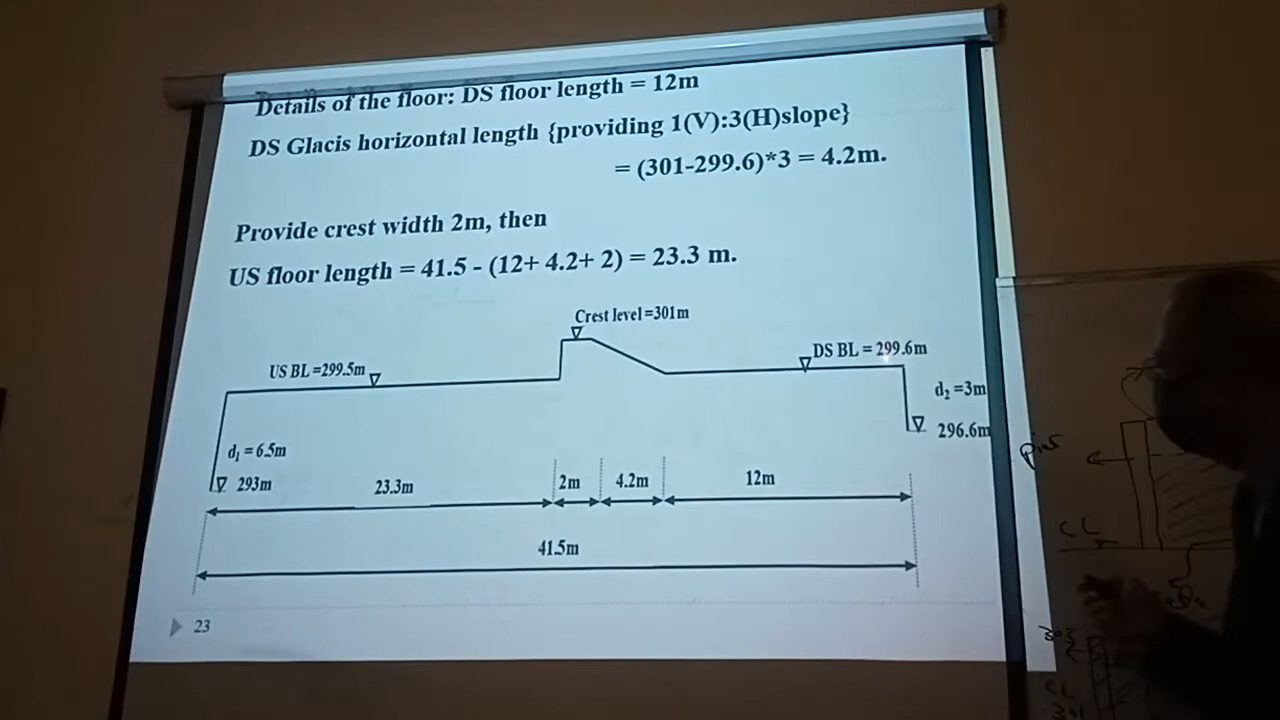 Details of the floor: DS floor length = 12m
DS Glacis horizontal length {providing 1(V):3(H)slope}
= (301-299.6)*3 = 4.2m.
Provide crest width 2m, then
US floor length = 41.5 - (12+ 4.2+ 2) = 23.3 m.
Crest level =301m
US BL =299.5m
DS BL = 299.6m
d₂ =3m
296.6m
d₁ = 6.5m
293m
23.3m
2m
4.2m
12m
41.5m
23
pier
CL